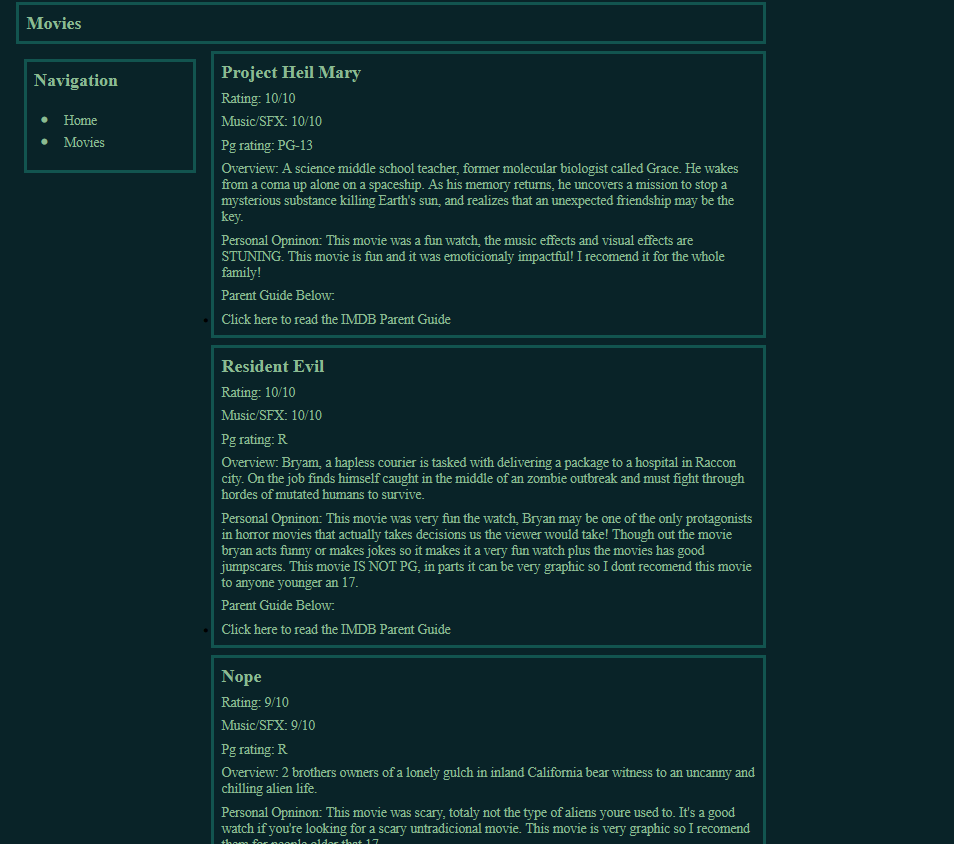 Movies
Navigation
Home
Movies
Project Heil Mary
Rating: 10/10
Music/SFX: 10/10
Pg rating: PG-13
Overview: A science middle school teacher, former molecular biologist called Grace. He wakes
from a coma up alone on a spaceship. As his memory returns, he uncovers a mission to stop a
mysterious substance killing Earth's sun, and realizes that an unexpected friendship may be the
key.
Personal Opninon: This movie was a fun watch, the music effects and visual effects are
STUNING. This movie is fun and it was emoticionaly impactful! I recomend it for the whole
family!
Parent Guide Below:
Click here to read the IMDB Parent Guide
Resident Evil
Rating: 10/10
Music/SFX: 10/10
Pg rating: R
Overview: Bryam, a hapless courier is tasked with delivering a package to a hospital in Raccon
city. On the job finds himself caught in the middle of an zombie outbreak and must fight through
hordes of mutated humans to survive.
Personal Opninon: This movie was very fun the watch, Bryan may be one of the only protagonists
in horror movies that actually takes decisions us the viewer would take! Though out the movie
bryan acts funny or makes jokes so it makes it a very fun watch plus the movies has good
jumpscares. This movie IS NOT PG, in parts it can be very graphic so I dont recomend this movie
to anyone younger an 17.
Parent Guide Below:
Click here to read the IMDB Parent Guide
Nope
Rating: 9/10
Music/SFX: 9/10
Pg rating: R
Overview: 2 brothers owners of a lonely gulch in inland California bear witness to an uncanny and
chilling alien life.
Personal Opninon: This movie was scary, totaly not the type of aliens youre used to. It's a good
watch if you're looking for a scary untradicional movie. This movie is very graphic so I recomend
them for people older that 17